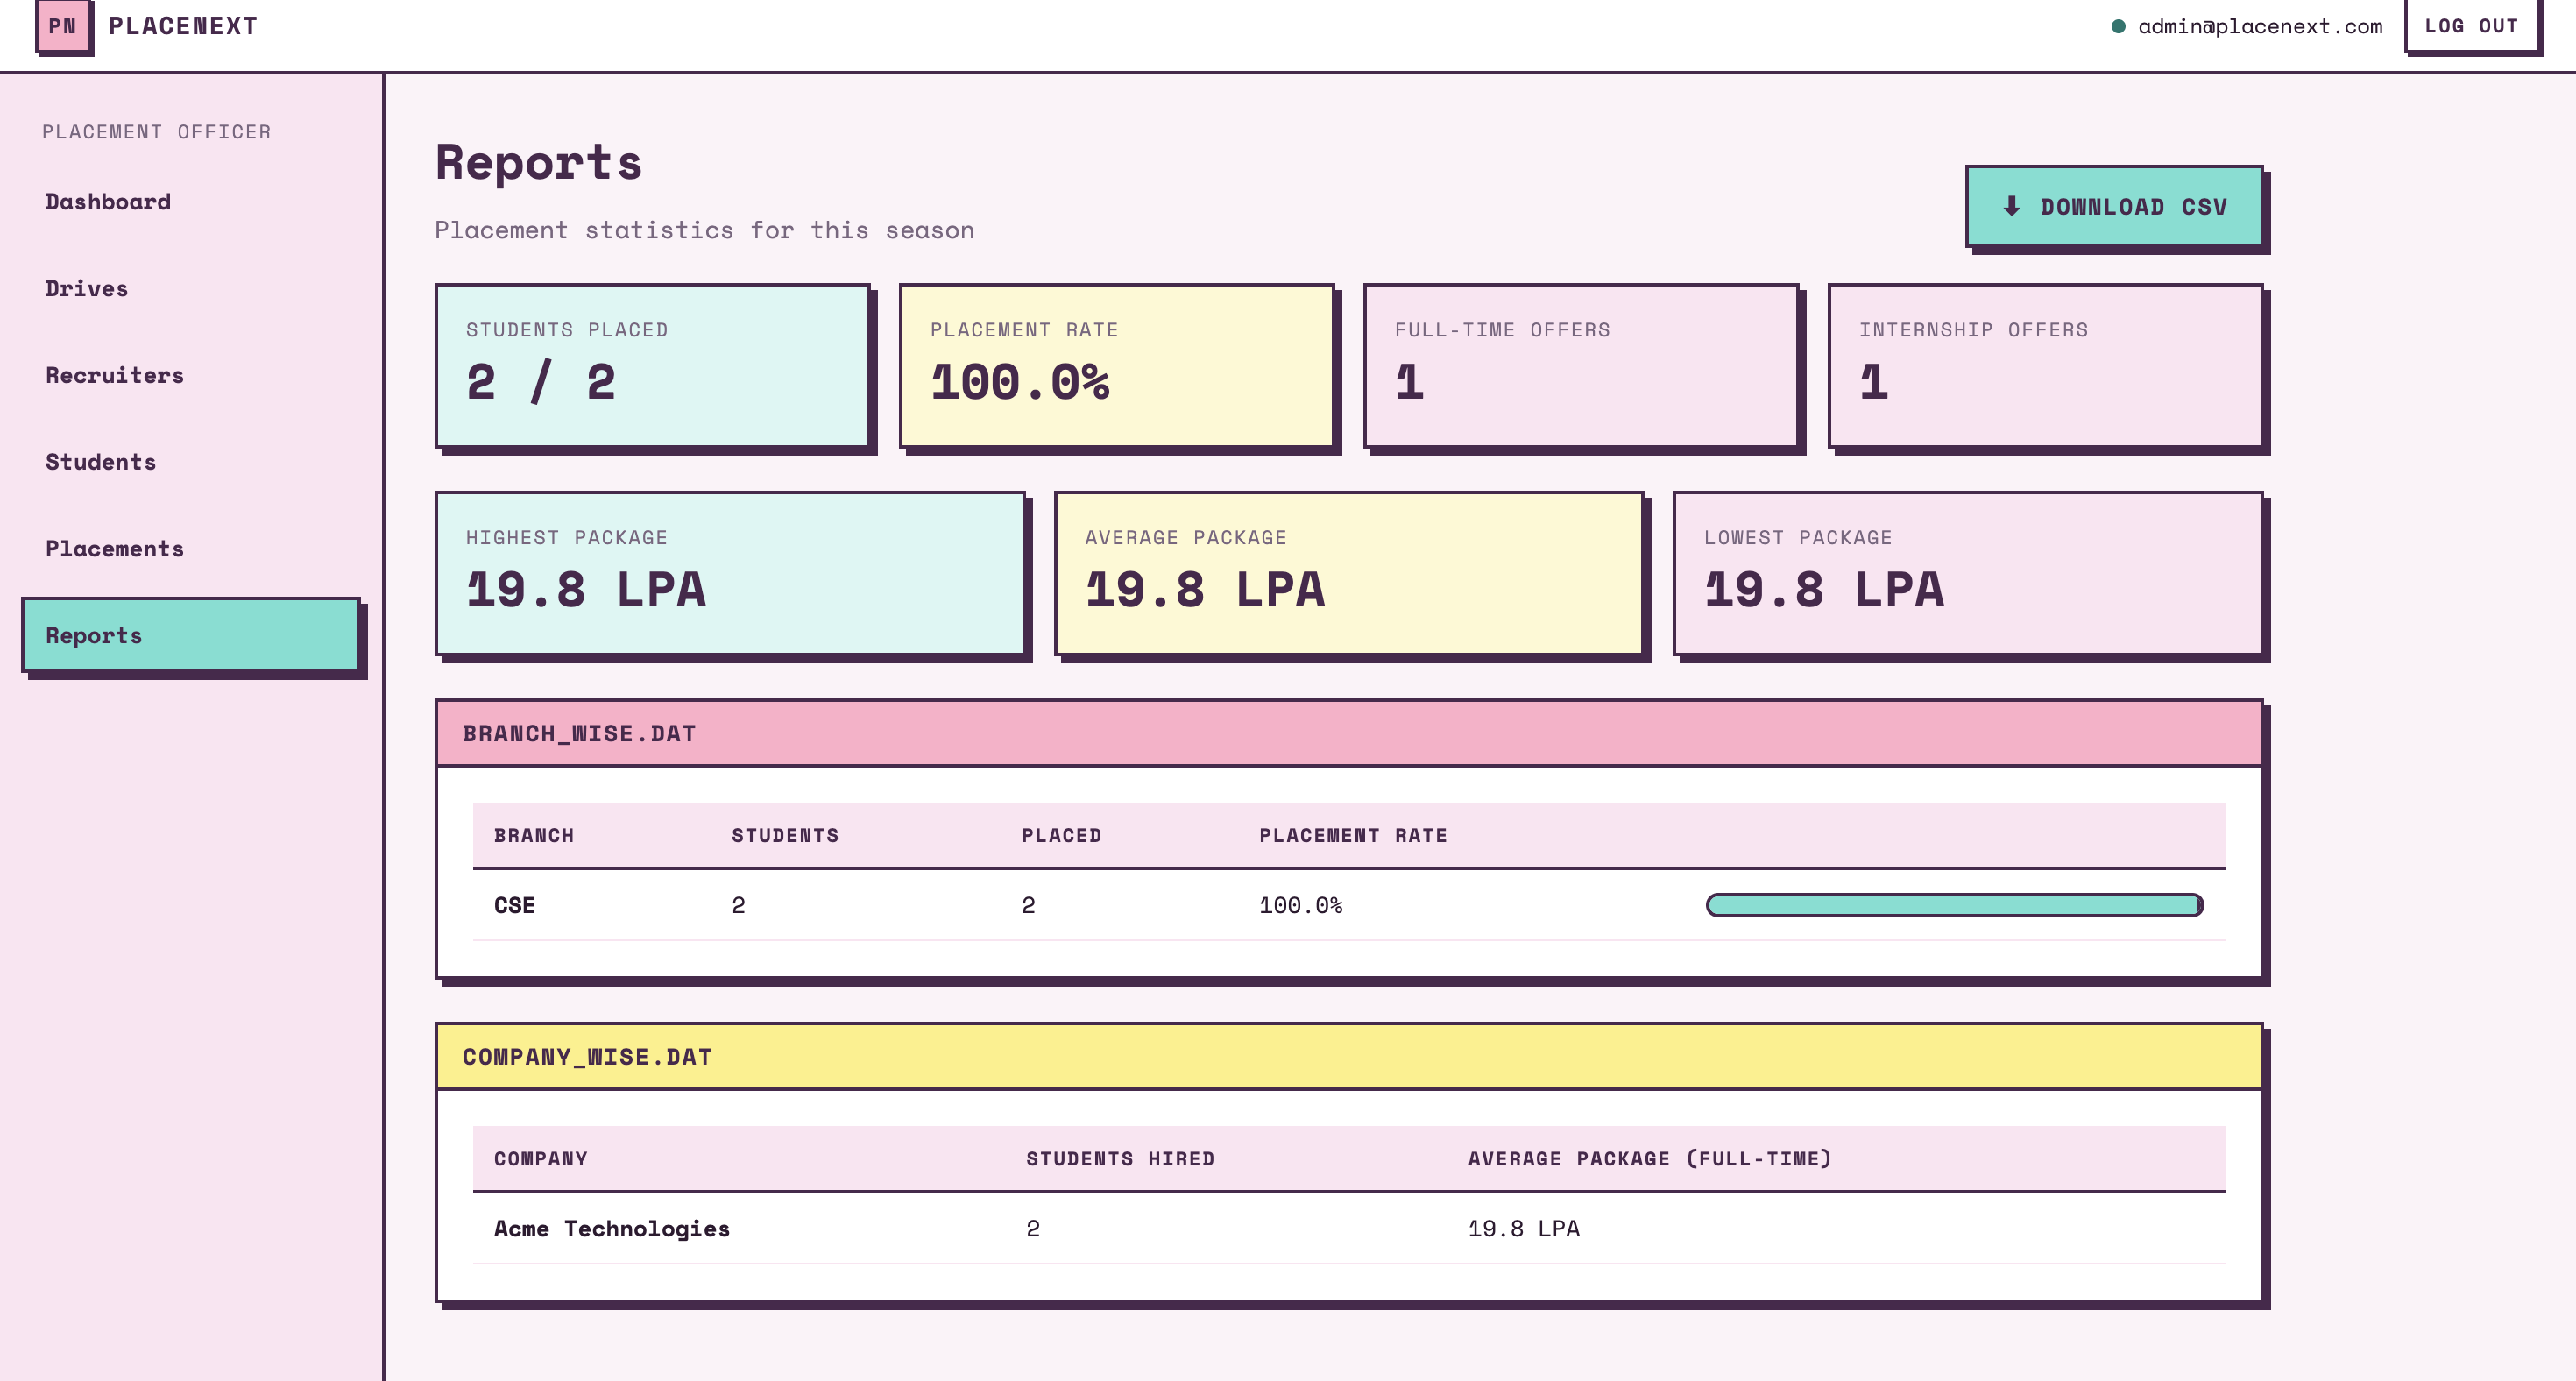 PN PLACENEXT
admin@placenext.com LOG OUT
PLACEMENT OFFICER
Dashboard
Drives
Recruiters
Students
Placements
Reports
Reports
Placement statistics for this season
⬇ DOWNLOAD CSV
STUDENTS PLACED
2 / 2
PLACEMENT RATE
100.0%
FULL-TIME OFFERS
1
INTERNSHIP OFFERS
1
HIGHEST PACKAGE
19.8 LPA
AVERAGE PACKAGE
19.8 LPA
LOWEST PACKAGE
19.8 LPA
BRANCH_WISE.DAT
BRANCH STUDENTS PLACED PLACEMENT RATE
CSE 2 2 100.0%
COMPANY_WISE.DAT
COMPANY STUDENTS HIRED AVERAGE PACKAGE (FULL-TIME)
Acme Technologies 2 19.8 LPA